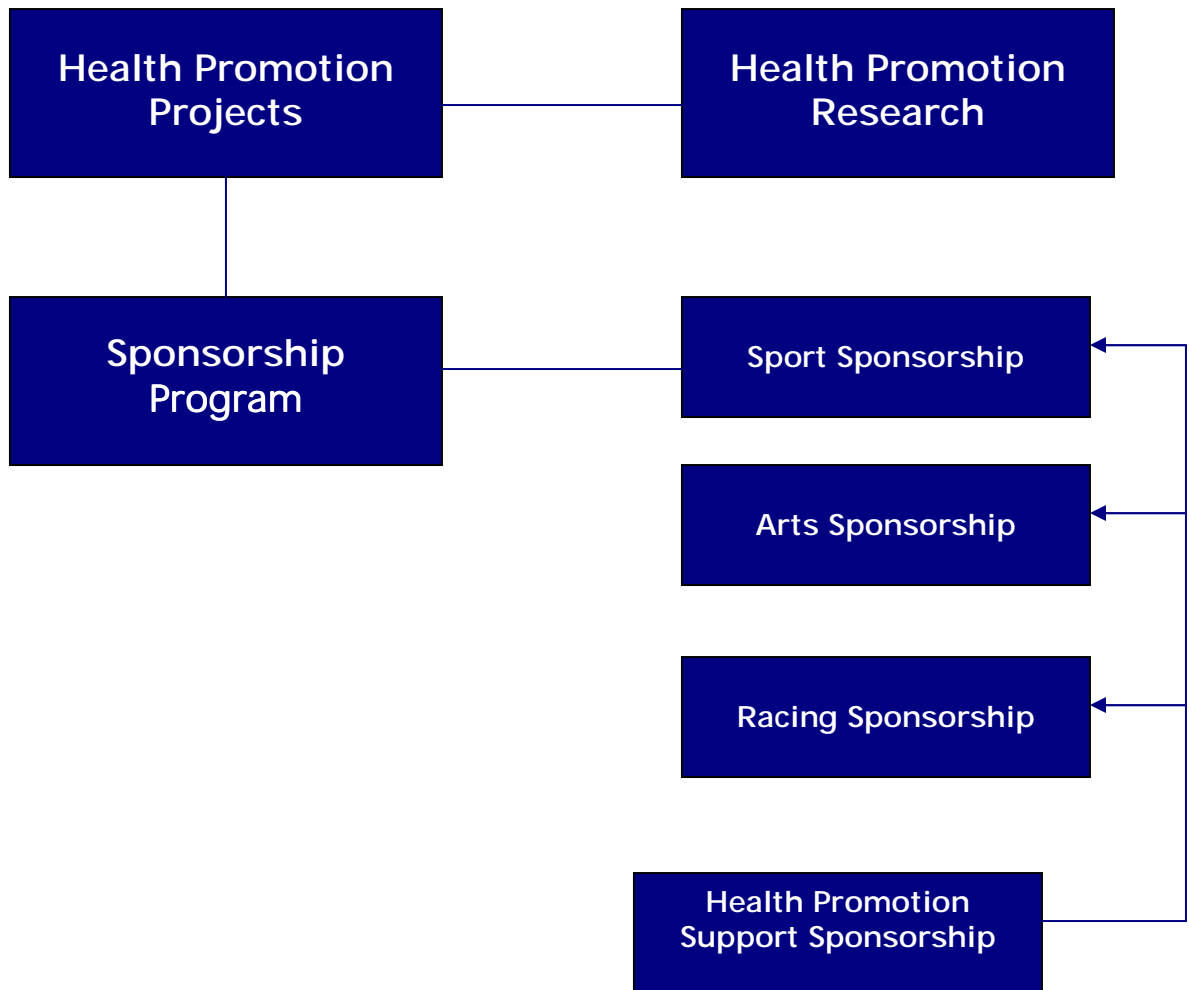 Health Promotion
Projects
Health Promotion
Research
Sponsorship
Program
Sport Sponsorship
Arts Sponsorship
Racing Sponsorship
Health Promotion
Support Sponsorship